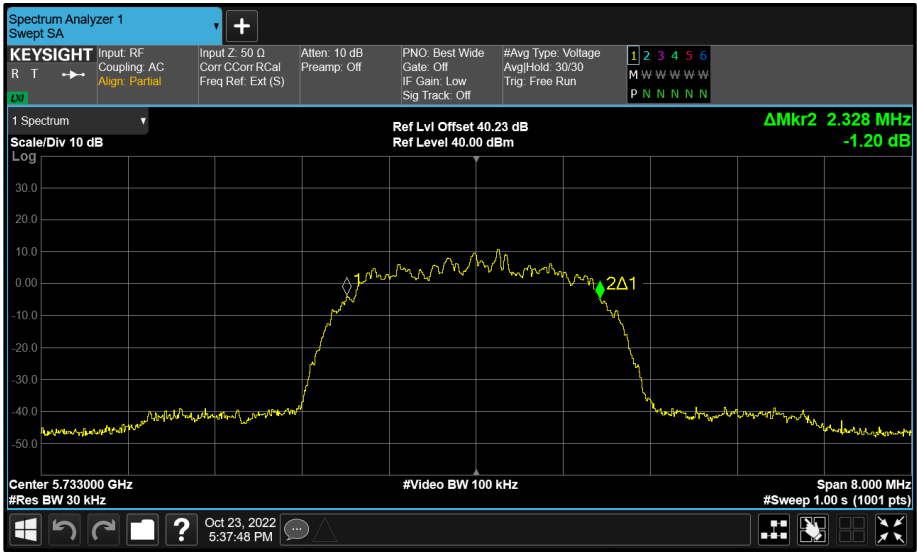 Spectrum Analyzer 1
Swept SA
+
KEYSIGHT
R T
LXI
Input: RF
Coupling: AC
Align: Partial
Input Z: 50 Ω
Corr CCorr RCal
Freq Ref: Ext (S)
Atten: 10 dB
Preamp: Off
PNO: Best Wide
Gate: Off
IF Gain: Low
Sig Track: Off
#Avg Type: Voltage
Avg|Hold: 30/30
Trig: Free Run
1 2 3 4 5 6
M W W W W W
P N N N N N
1 Spectrum
Scale/Div 10 dB
Ref Lvl Offset 40.23 dB
Ref Level 40.00 dBm
ΔMkr2 2.328 MHz
-1.20 dB
Log
30.0
20.0
10.0
0.00
-10.0
-20.0
-30.0
-40.0
-50.0
1
2Δ1
Center 5.733000 GHz
#Res BW 30 kHz
#Video BW 100 kHz
Span 8.000 MHz
#Sweep 1.00 s (1001 pts)
?
Oct 23, 2022
5:37:48 PM